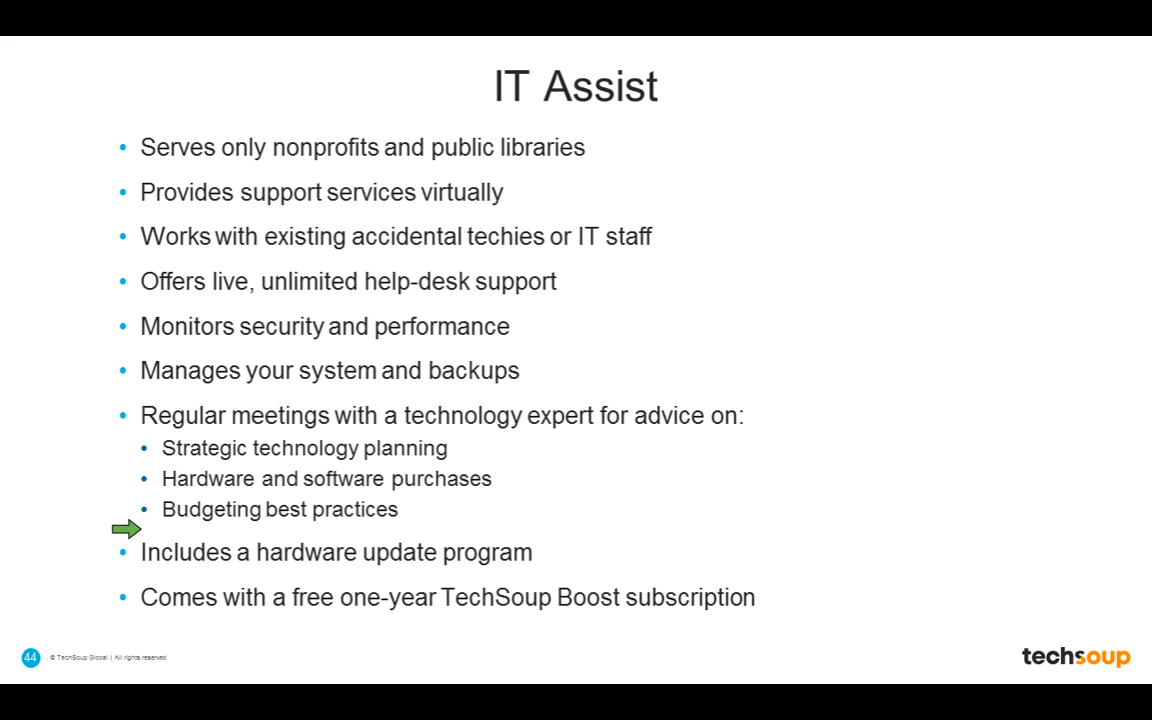 IT Assist
Serves only nonprofits and public libraries
Provides support services virtually
Works with existing accidental techies or IT staff
Offers live, unlimited help-desk support
Monitors security and performance
Manages your system and backups
Regular meetings with a technology expert for advice on:
Strategic technology planning
Hardware and software purchases
Budgeting best practices
Includes a hardware update program
Comes with a free one-year TechSoup Boost subscription
44 © TechSoup Global | All rights reserved
techsoup